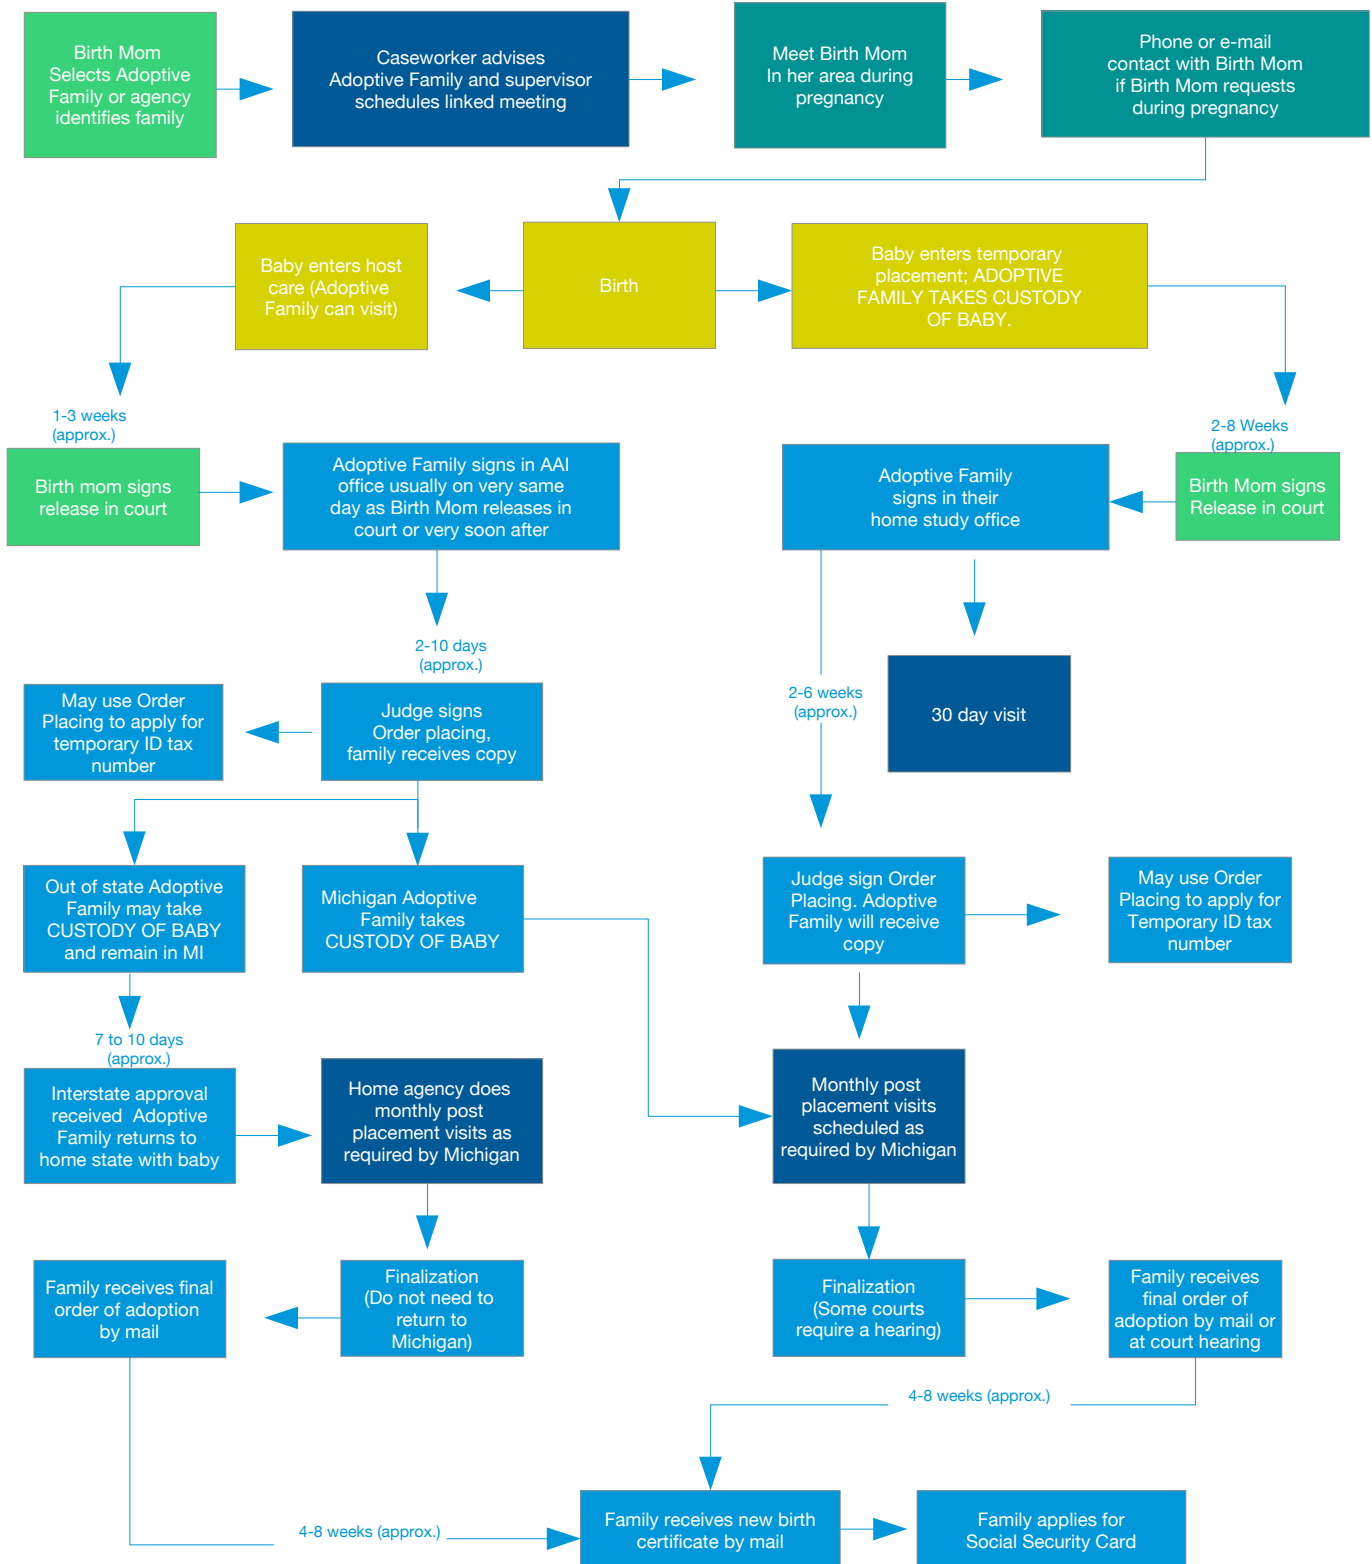 Birth Mom
Selects Adoptive
Family or agency
identifies family
Caseworker advises
Adoptive Family and supervisor
schedules linked meeting
Meet Birth Mom
In her area during
pregnancy
Phone or e-mail
contact with Birth Mom
if Birth Mom requests
during pregnancy
Baby enters host
care (Adoptive
Family can visit)
Birth
Baby enters temporary
placement; ADOPTIVE
FAMILY TAKES CUSTODY
OF BABY.
1-3 weeks
(approx.)
2-8 Weeks
(approx.)
Birth mom signs
release in court
Adoptive Family signs in AAI
office usually on very same
day as Birth Mom releases in
court or very soon after
Adoptive Family
signs in their
home study office
Birth Mom signs
Release in court
2-10 days
(approx.)
May use Order
Placing to apply for
temporary ID tax
number
Judge signs
Order placing,
family receives copy
2-6 weeks
(approx.)
30 day visit
Out of state Adoptive
Family may take
CUSTODY OF BABY
and remain in MI
Michigan Adoptive
Family takes
CUSTODY OF BABY
Judge sign Order
Placing. Adoptive
Family will receive
copy
May use Order
Placing to apply for
Temporary ID tax
number
7 to 10 days
(approx.)
Interstate approval
received Adoptive
Family returns to
home state with baby
Home agency does
monthly post
placement visits as
required by Michigan
Monthly post
placement visits
scheduled as
required by Michigan
Family receives final
order of adoption
by mail
Finalization
(Do not need to
return to
Michigan)
Finalization
(Some courts
require a hearing)
Family receives
final order of
adoption by mail or
at court hearing
4-8 weeks (approx.)
4-8 weeks (approx.)
Family receives new birth
certificate by mail
Family applies for
Social Security Card